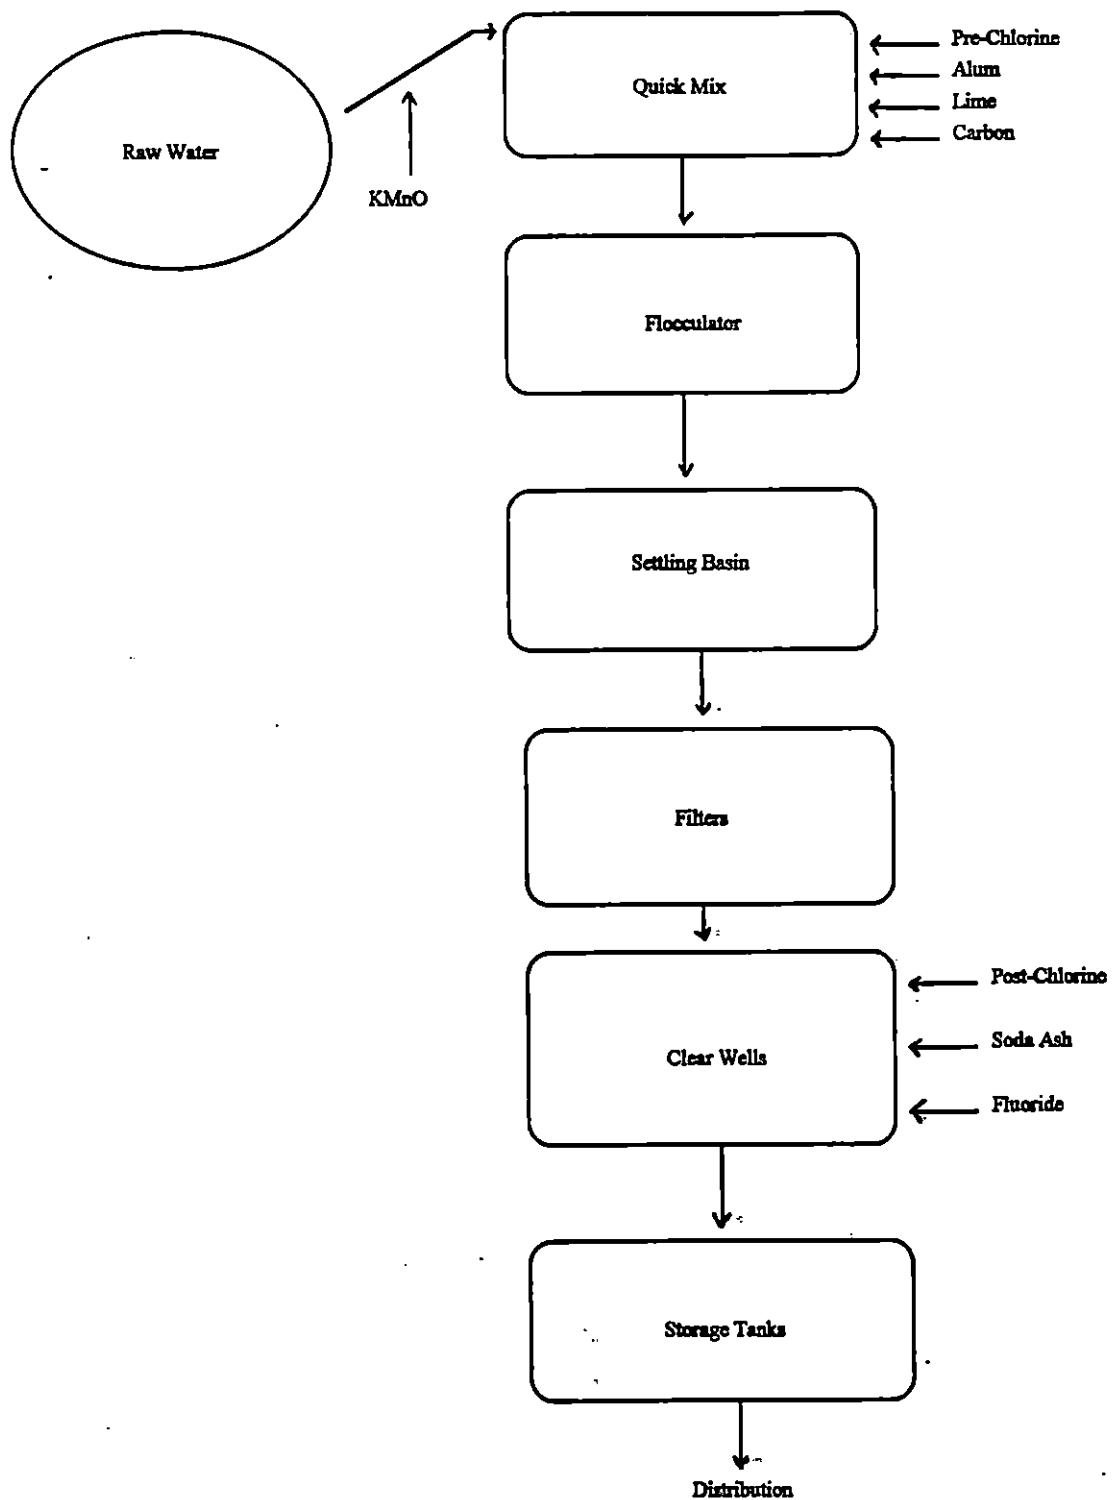 Raw Water
KMnO
Quick Mix
Pre-Chlorine
Alum
Lime
Carbon
Flocculator
Settling Basin
Filters
Clear Wells
Post-Chlorine
Soda Ash
Fluoride
Storage Tanks
Distribution